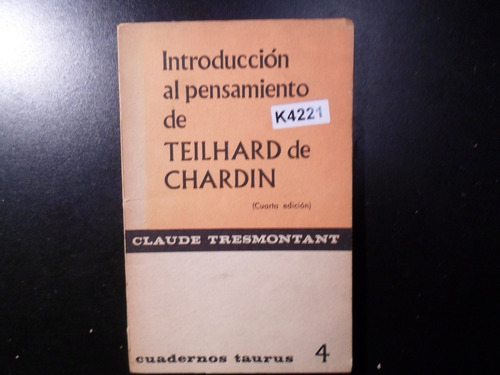 Introducción
al pensamiento
de
K4221
TEILHARD de
CHARDIN
(Cuarta edición)
CLAUDE TRESMONTANT
cuadernos taurus 4